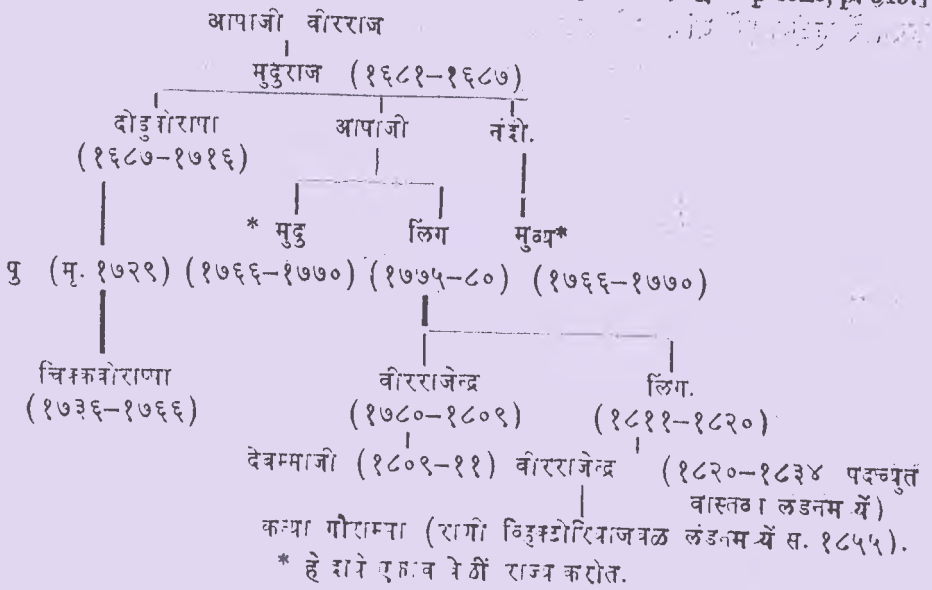 आपाजी वीरराज
मुदुराज (१६८१–१६८७)
दोडुवोरापा आपाजी नंदी.
(१६८७–१७१६)
* मुदु लिंग मुव्य*
पु (मृ. १७२९) (१७६६–१७७०) (१७७५–८०) (१७६६–१७७०)
चिक्कवोराप्पा वीरराजेन्द्र लिंग.
(१७३६–१७६६) (१७८०–१८०९) (१८११–१८२०)
देवम्माजी (१८०९–११) वीरराजेन्द्र (१८२०–१८३४ पदच्युत
वास्तव्य लंडनमध्यें)
कन्या गौराम्पा (राणी व्हिक्टोरियाजवळ लंडनमध्यें स. १८५५).
* हे दोघे एकाच वेळीं राज्य करीत.